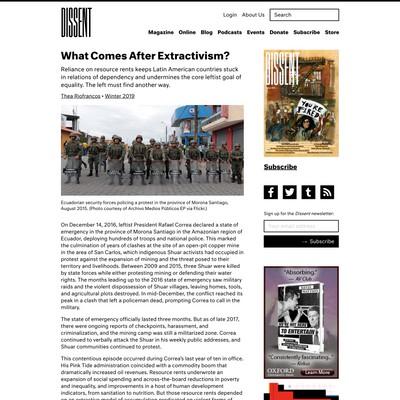 DISSENT
Login About Us Search
Magazine Online Blog Podcasts Events Donate Subscribe Store
What Comes After Extractivism?
Reliance on resource rents keeps Latin American countries stuck
in relations of dependency and undermines the core leftist goal of
equality. The left must find another way.
Thea Riofrancos ▪ Winter 2019
Ecuadorian security forces policing a protest in the province of Morona Santiago,
August 2015. (Photo courtesy of Archivo Medios Públicos EP via Flickr.)
On December 14, 2016, leftist President Rafael Correa declared a state of
emergency in the province of Morona Santiago in the Amazonian region of
Ecuador, deploying hundreds of troops and national police. This marked
the culmination of years of clashes at the site of an open-pit copper mine
in the area of San Carlos, which indigenous Shuar activists had occupied in
protest against the expansion of mining and the threat posed to their
territory and livelihoods. Between 2009 and 2015, three Shuar were killed
by state forces while either protesting mining or defending their water
rights. The months leading up to the 2016 state of emergency saw military
raids and the violent dispossession of Shuar villages, leaving homes, tools,
and agricultural plots destroyed. In mid-December, the conflict reached its
peak in a clash that left a policeman dead, prompting Correa to call in the
military.
The state of emergency officially lasted three months. But as of late 2017,
there were ongoing reports of checkpoints, harassment, and
criminalization, and the mining camp was still a militarized zone. Correa
continued to verbally attack the Shuar in his weekly public addresses, and
Shuar communities continued to protest.
This contentious episode occurred during Correa's last year of ten in office.
His Pink Tide administration coincided with a commodity boom that
dramatically increased oil revenues. Resource rents underwrote an
expansion of social spending and across-the-board reductions in poverty
and inequality, and improvements in a host of human development
indicators, from sanitation to nutrition. But those resource rents depended
on an extractive model of accumulation predicated on violent forms of
DISSENT
YOU'RE
FIRED!
Subscribe
Sign up for the Dissent newsletter:
Your email address
→ Subscribe
"Absorbing."
AV Club
WE'RE HERE
TO ENTERTAIN
"Consistently fascinating."
Kirkus
OXFORD
Learn More